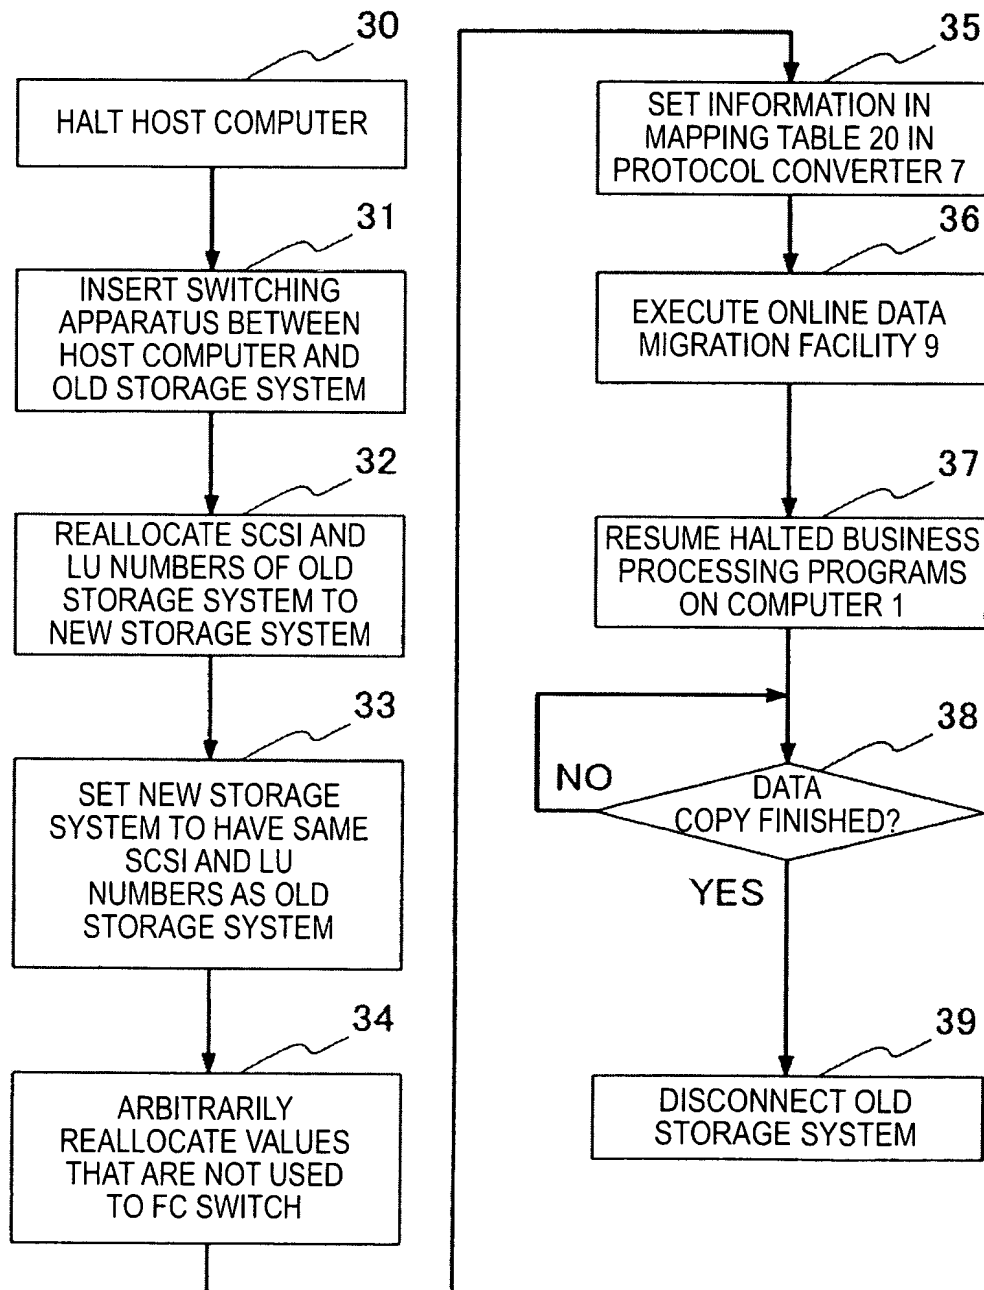 30
HALT HOST COMPUTER
31
INSERT SWITCHING
APPARATUS BETWEEN
HOST COMPUTER AND
OLD STORAGE SYSTEM
32
REALLOCATE SCSI AND
LU NUMBERS OF OLD
STORAGE SYSTEM TO
NEW STORAGE SYSTEM
33
SET NEW STORAGE
SYSTEM TO HAVE SAME
SCSI AND LU
NUMBERS AS OLD
STORAGE SYSTEM
34
ARBITRARILY
REALLOCATE VALUES
THAT ARE NOT USED
TO FC SWITCH
35
SET INFORMATION IN
MAPPING TABLE 20 IN
PROTOCOL CONVERTER 7
36
EXECUTE ONLINE DATA
MIGRATION FACILITY 9
37
RESUME HALTED BUSINESS
PROCESSING PROGRAMS
ON COMPUTER 1
38
DATA
COPY FINISHED?
NO
YES
39
DISCONNECT OLD
STORAGE SYSTEM